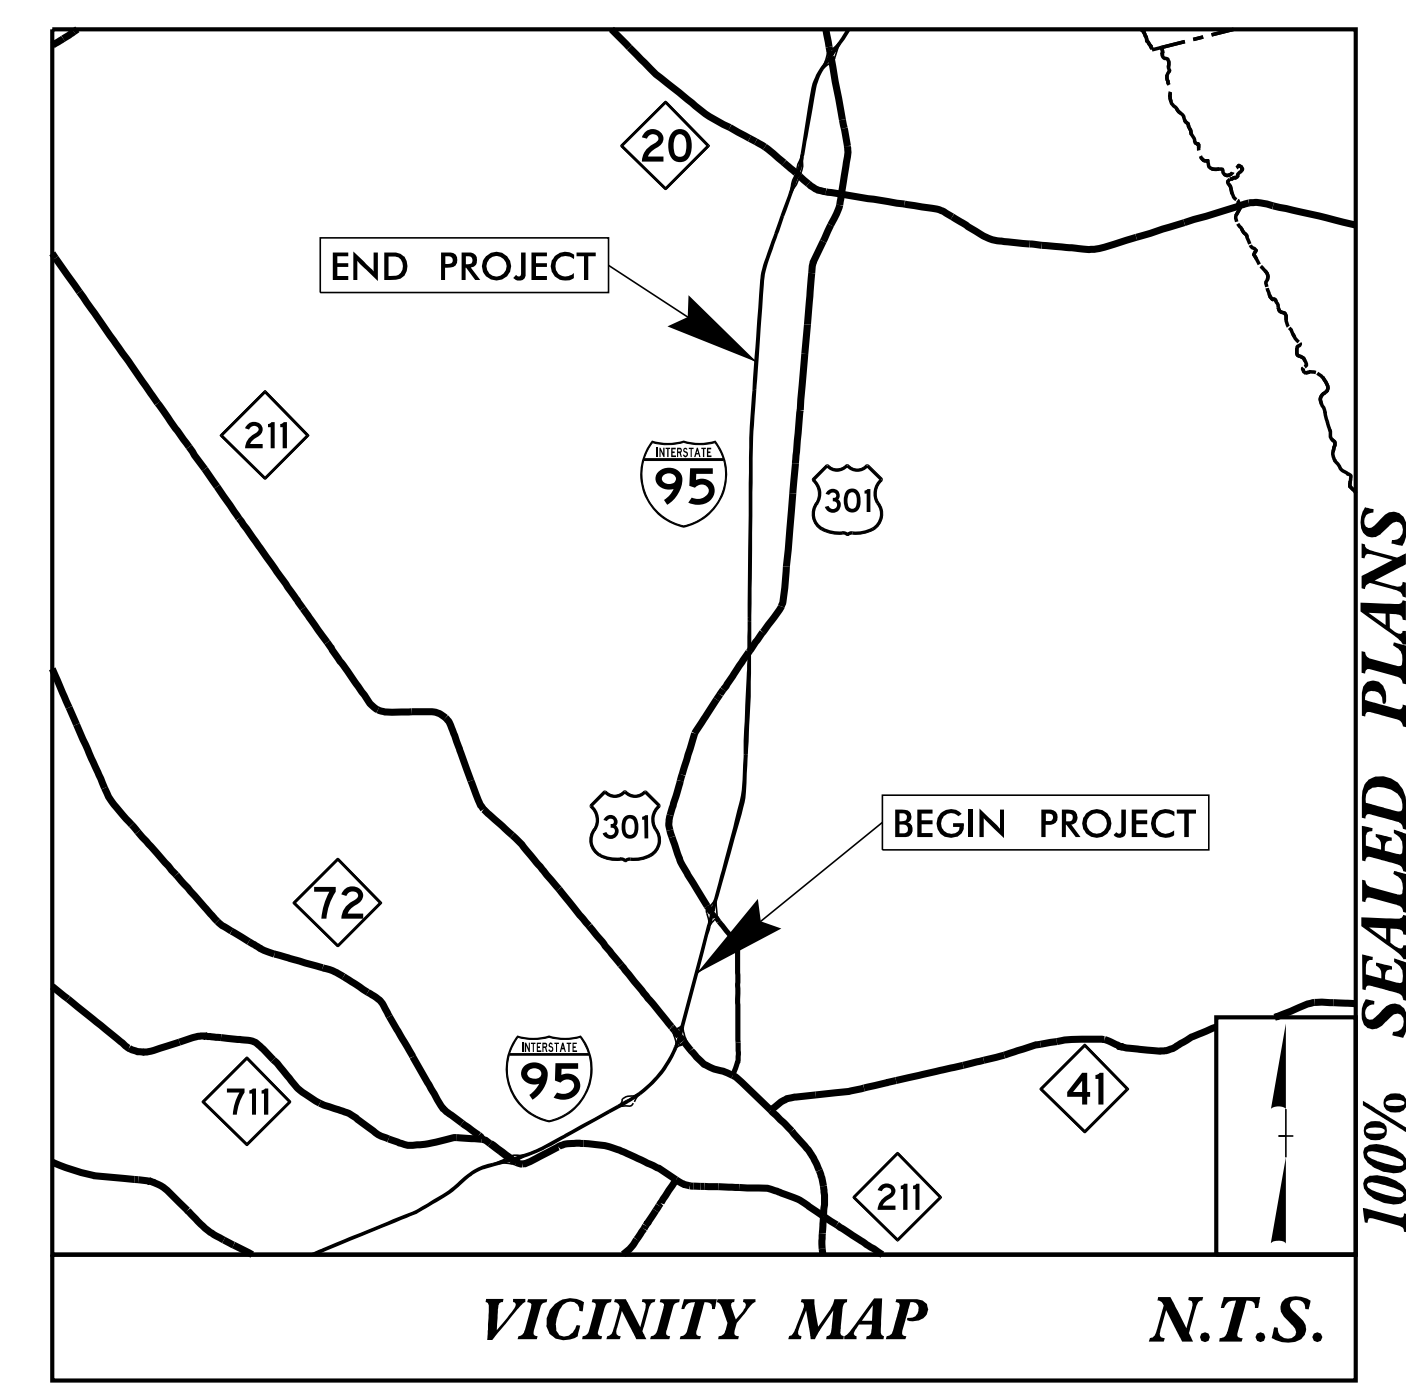 20
END PROJECT
211
INTERSTATE
95
301
301
BEGIN PROJECT
72
INTERSTATE
95
711
41
211
VICINITY MAP
N.T.S.
100% SEALED PLANS